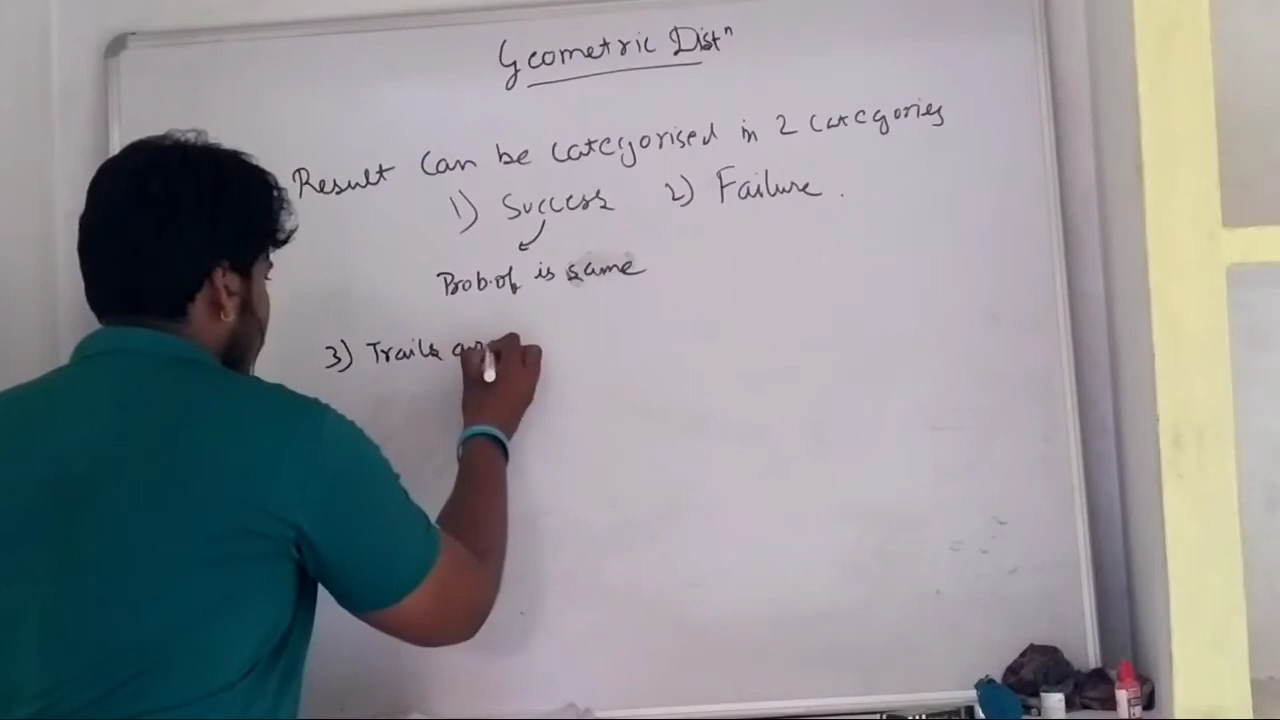 Geometric Distⁿ
Result Can be categorised in 2 categories
1) Success 2) Failure.
Prob.of is same
3) Trails are